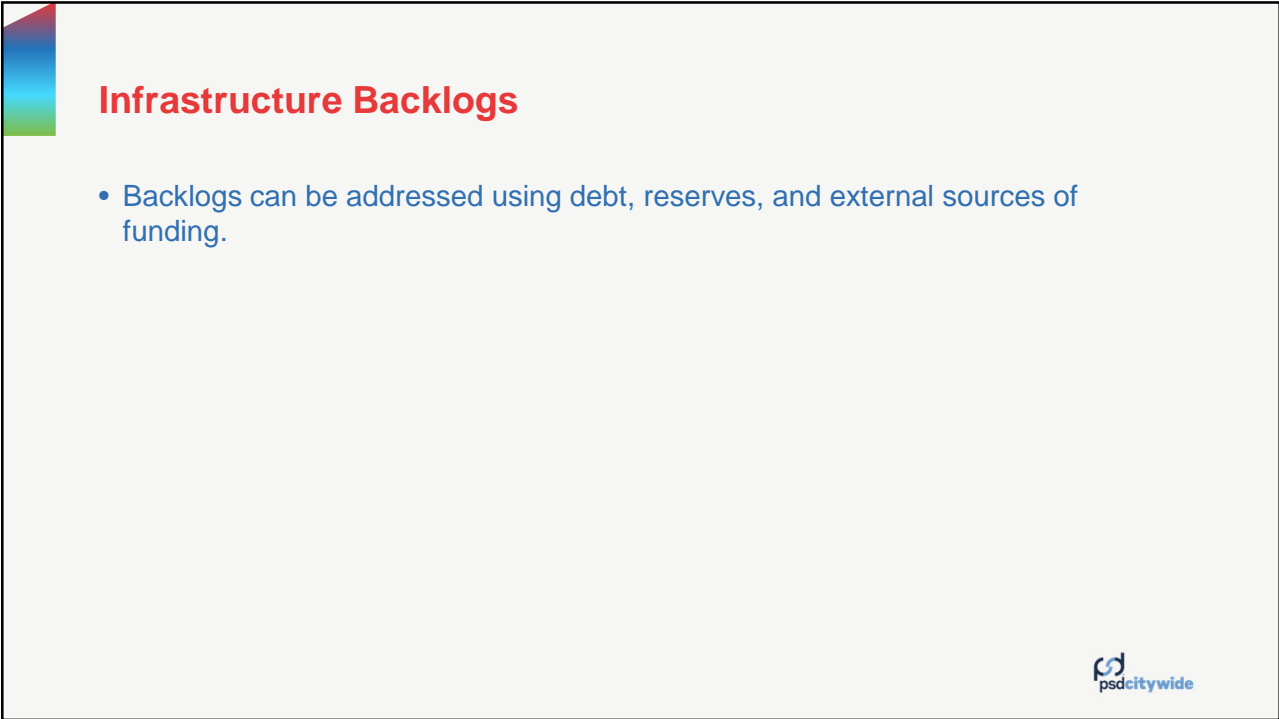 Infrastructure Backlogs
• Backlogs can be addressed using debt, reserves, and external sources of
funding.
psdcitywide